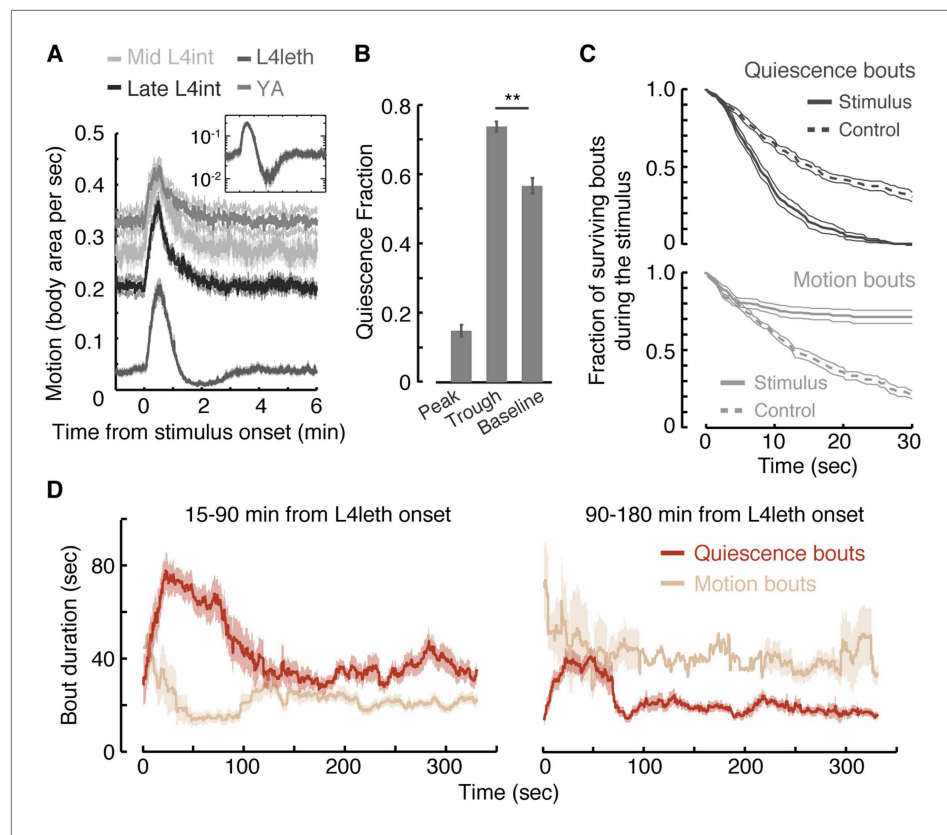 A
Mid L4int
L4leth
Late L4int
YA
Motion (body area per sec)
0.5
0.4
0.3
0.2
0.1
0
10⁻¹
10⁻²
0
2
4
6
Time from stimulus onset (min)
B
**
Quiescence Fraction
0.8
0.6
0.4
0.2
0
Peak
Trough
Baseline
C
Quiescence bouts
Stimulus
Control
Fraction of surviving bouts
during the stimulus
1.0
0.5
0
Motion bouts
Stimulus
Control
1.0
0.5
0
0
10
20
30
Time (sec)
D
15-90 min from L4leth onset
90-180 min from L4leth onset
Quiescence bouts
Motion bouts
Bout duration (sec)
80
40
0
0
100
200
300
0
100
200
300
Time (sec)